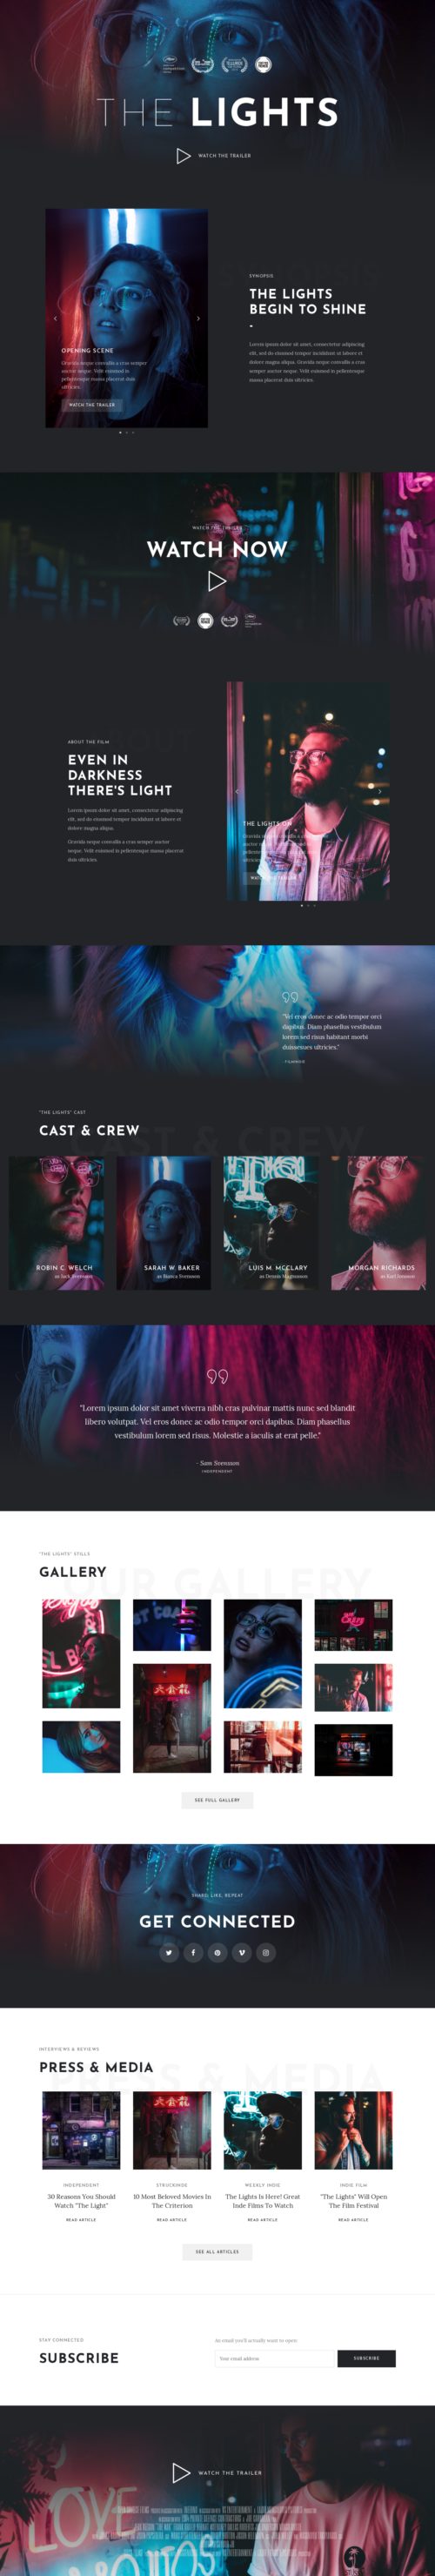 THE LIGHTS
WATCH THE TRAILER
SYNOPSIS
THE LIGHTS
BEGIN TO SHINE
Lorem ipsum dolor sit amet, consectetur adipiscing
elit, sed do eiusmod tempor incididunt ut labore et
dolore magna aliqua. Gravida neque convallis a cras
semper auctor neque. Velit euismod in pellentesque
massa placerat duis ultricies.
OPENING SCENE
Gravida neque convallis a cras semper
auctor neque. Velit euismod in
pellentesque massa placerat duis
ultricies.
WATCH THE TRAILER
WATCH THE TRAILER
WATCH NOW
ABOUT THE FILM
EVEN IN
DARKNESS
THERE'S LIGHT
Lorem ipsum dolor sit amet, consectetur adipiscing
elit, sed do eiusmod tempor incididunt ut labore et
dolore magna aliqua.
Gravida neque convallis a cras semper auctor
neque. Velit euismod in pellentesque massa placerat
duis ultricies.
THE LIGHTS ON
"Vel eros donec ac odio tempor orci
dapibus. Diam phasellus vestibulum
lorem sed risus habitant morbi
ultricies."
"THE LIGHTS" CAST
CAST & CREW
ROBIN C. WELCH
as Jack Svensson
SARAH W. BAKER
as Bianca Svensson
LUIS M. MCCLARY
as Dennis Magnusson
MORGAN RICHARDS
"Lorem ipsum dolor sit amet viverra nibh cras pulvinar mattis nunc sed blandit
libero volutpat. Vel eros donec ac odio tempor orci dapibus. Diam phasellus
vestibulum lorem sed risus. Molestie a iaculis at erat pelle."
- Sam Svensson
INDEPENDENT
"THE LIGHTS" STILLS
GALLERY
OUR GALLERY
大金龍
SEE FULL GALLERY
SHARE, LIKE, REPEAT
GET CONNECTED
INTERVIEWS & REVIEWS
PRESS & MEDIA
PRESS & MEDIA
INDEPENDENT
30 Reasons You Should
Watch "The Light"
READ ARTICLE
STRUCKINDE
10 Most Beloved Movies In
The Criterion
READ ARTICLE
WEEKLY INDIE
The Lights Is Here! Great
Inde Films To Watch
READ ARTICLE
INDIE FILM
"The Lights" Will Open
The Film Festival
READ ARTICLE
SEE ALL ARTICLES
STAY CONNECTED
SUBSCRIBE
An email you'll actually want to open
Your email address
SUBSCRIBE
WATCH THE TRAILER
LOVE